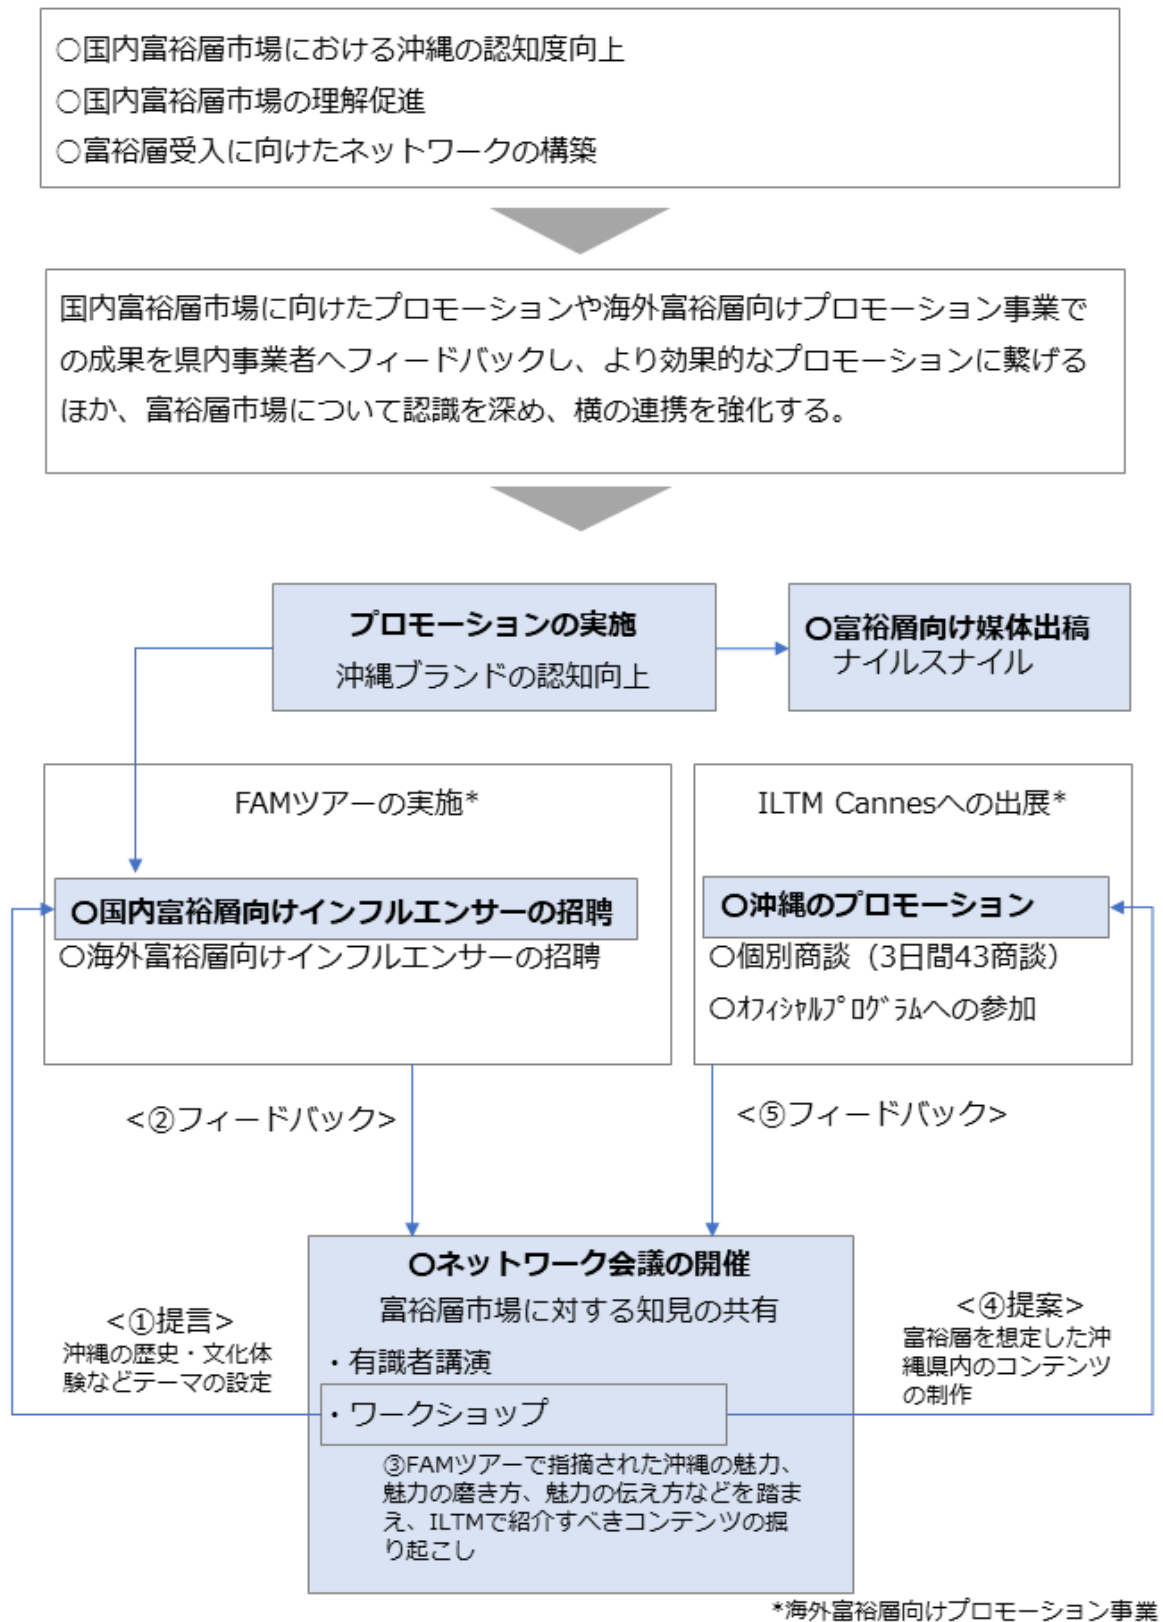 ○国内富裕層市場における沖縄の認知度向上
○国内富裕層市場の理解促進
○富裕層受入に向けたネットワークの構築
国内富裕層市場に向けたプロモーションや海外富裕層向けプロモーション事業で
の成果を県内事業者へフィードバックし、より効果的なプロモーションに繋げる
ほか、富裕層市場について認識を深め、横の連携を強化する。
プロモーションの実施
沖縄ブランドの認知向上
○富裕層向け媒体出稿
ナイルスナイル
FAMツアーの実施*
○国内富裕層向けインフルエンサーの招聘
○海外富裕層向けインフルエンサーの招聘
ILTM Cannesへの出展*
○沖縄のプロモーション
○個別商談（3日間43商談）
○ｵﾌｨｼｬﾙﾌﾟﾛｸﾞﾗﾑへの参加
<②フィードバック>
<⑤フィードバック>
○ネットワーク会議の開催
富裕層市場に対する知見の共有
・有識者講演
・ワークショップ
③FAMツアーで指摘された沖縄の魅力、
魅力の磨き方、魅力の伝え方などを踏ま
え、ILTMで紹介すべきコンテンツの掘
り起こし
<①提言>
沖縄の歴史・文化体
験などテーマの設定
<④提案>
富裕層を想定した沖
縄県内のコンテンツ
の制作
*海外富裕層向けプロモーション事業